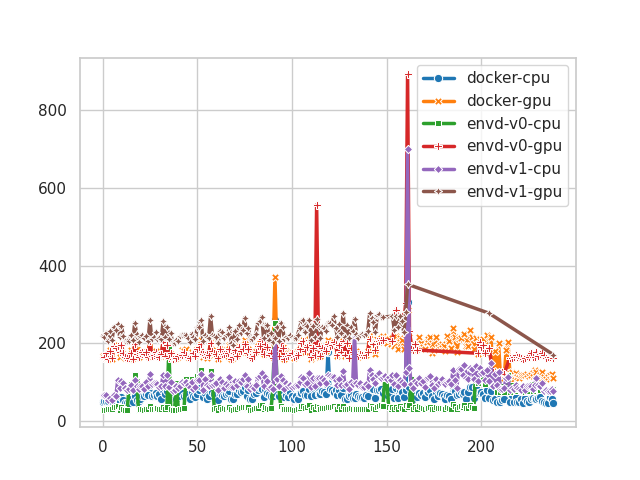 docker-cpu
docker-gpu
envd-v0-cpu
envd-v0-gpu
envd-v1-cpu
envd-v1-gpu
800
600
400
200
0
0 50 100 150 200